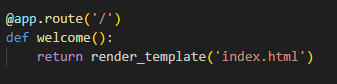 @app.route('/')
def welcome():
    return render_template('index.html')